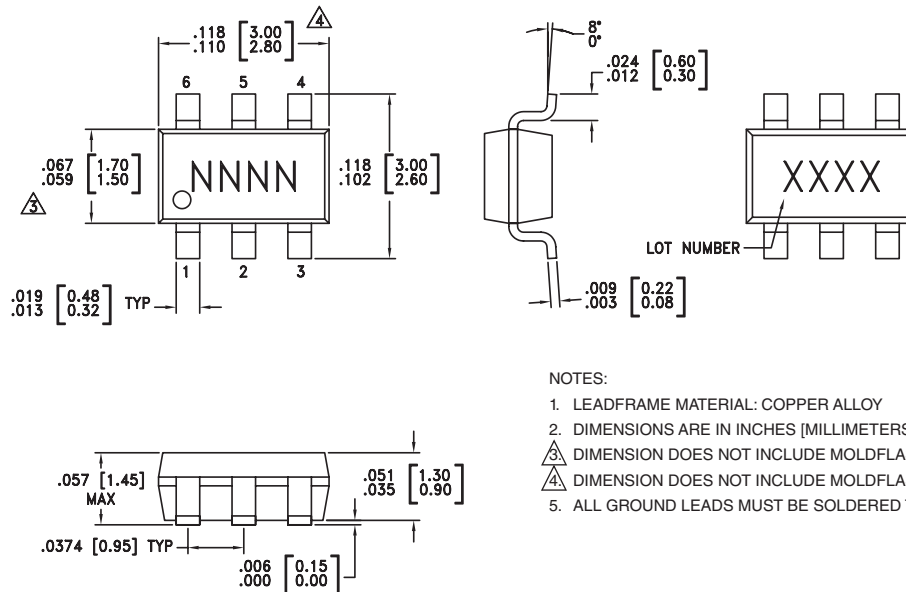 .118 [3.00]
.110 [2.80]
4
6 5 4
.067 [1.70]
.059 [1.50]
3
NNNN
.118 [3.00]
.102 [2.60]
1 2 3
.019 [0.48] TYP
.013 [0.32]
8°
0°
.024 [0.60]
.012 [0.30]
.009 [0.22]
.003 [0.08]
XXXX
LOT NUMBER
.057 [1.45]
MAX
.051 [1.30]
.035 [0.90]
.0374 [0.95] TYP
.006 [0.15]
.000 [0.00]
NOTES:
1. LEADFRAME MATERIAL: COPPER ALLOY
2. DIMENSIONS ARE IN INCHES [MILLIMETERS
3. DIMENSION DOES NOT INCLUDE MOLDFLA
4. DIMENSION DOES NOT INCLUDE MOLDFLA
5. ALL GROUND LEADS MUST BE SOLDERED